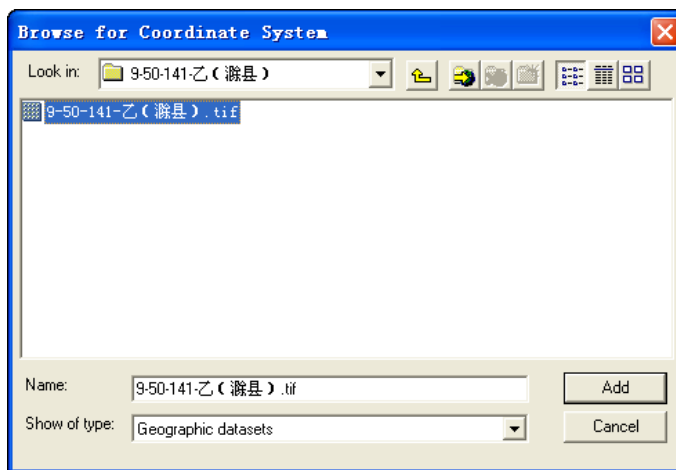 Browse for Coordinate System
Look in: 9-50-141-乙（滁县）
9-50-141-乙（滁县）.tif
Name: 9-50-141-乙（滁县）.tif
Add
Show of type: Geographic datasets
Cancel